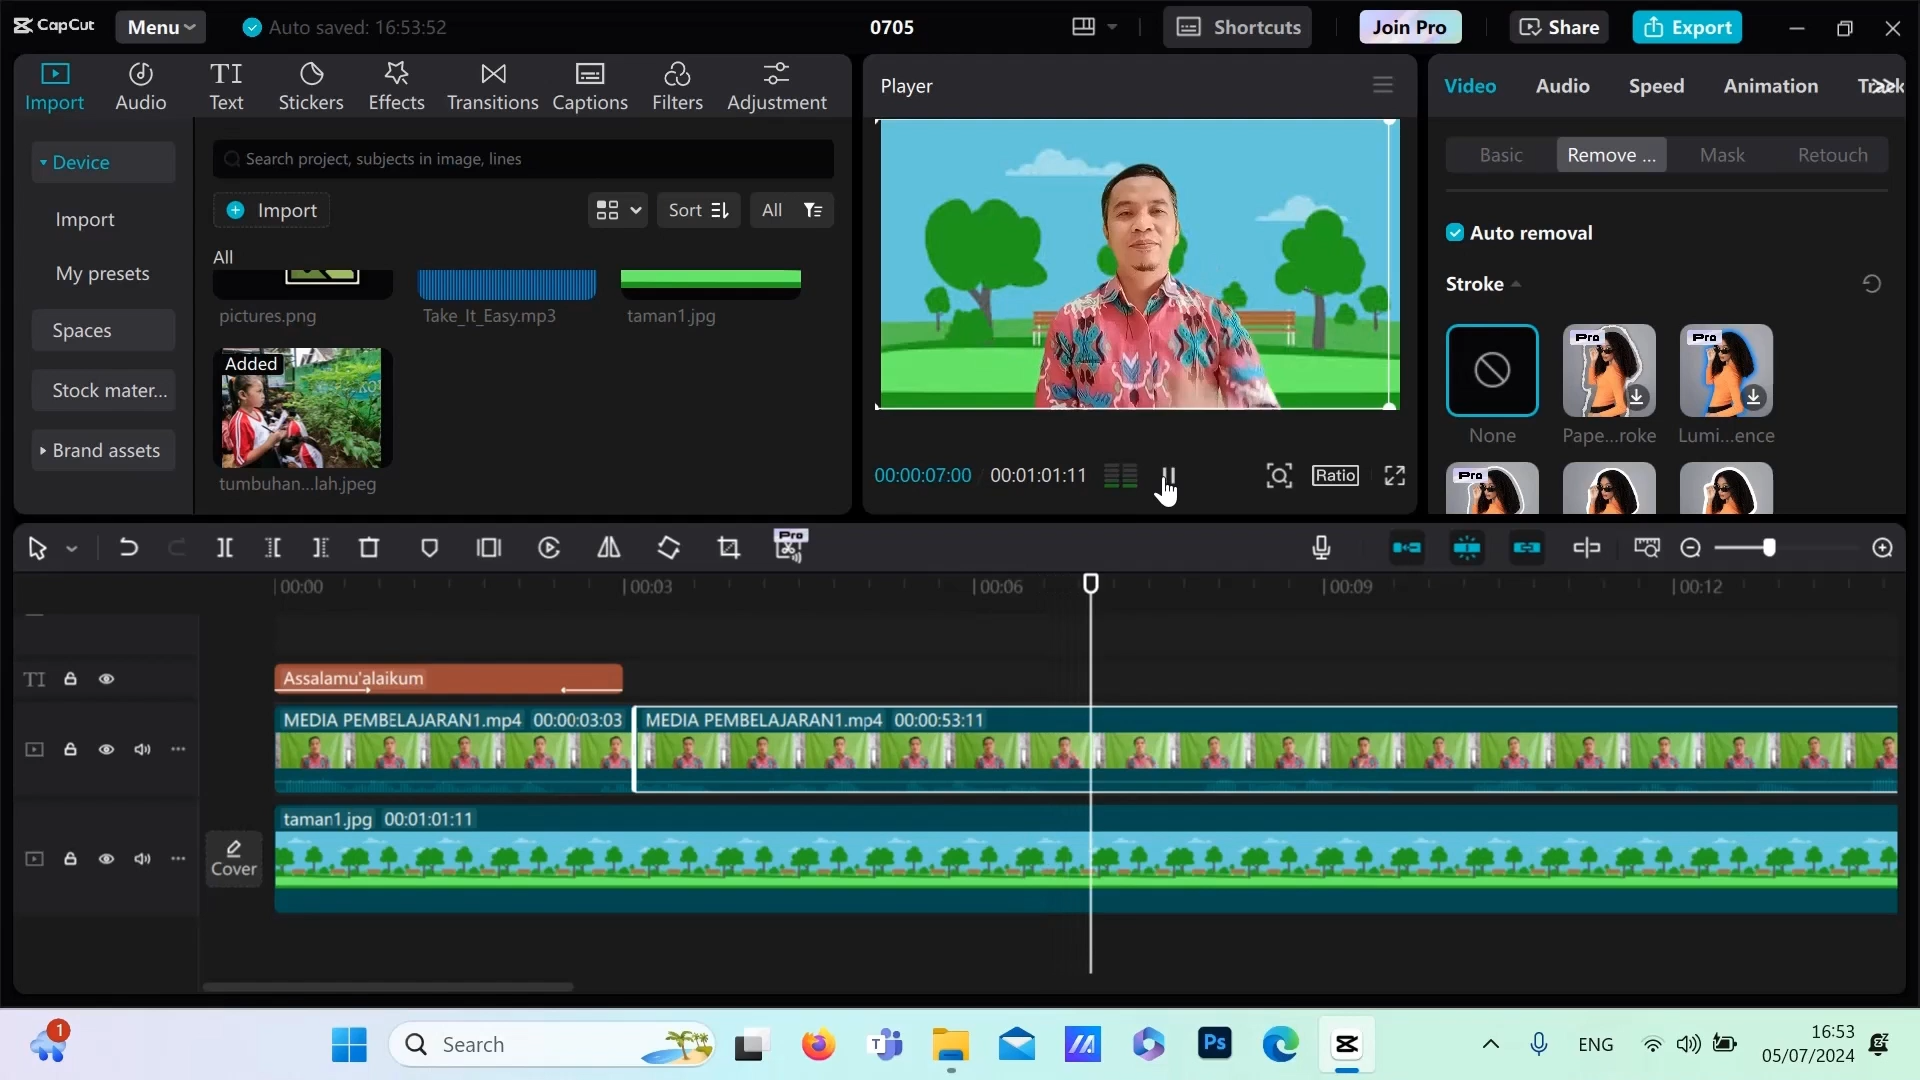 CapCut Menu Auto saved: 16:53:52 0705 Shortcuts Join Pro Share Export
Import Audio Text Stickers Effects Transitions Captions Filters Adjustment
Device
Import
My presets
Spaces
Stock mater...
Brand assets
Search project, subjects in image, lines
Import Sort All
All
pictures.png Take_It_Easy.mp3 taman1.jpg
Added
tumbuhan...lah.jpeg
Player
00:00:07:00 00:01:01:11 Ratio
Video Audio Speed Animation
Basic Remove ... Mask Retouch
Auto removal
Stroke
Pro Pro
None Pape...roke Lumi...ence
Pro
Pro
00:00 00:03 00:06 00:09 00:12
TI Assalamu'alaikum
MEDIA PEMBELAJARAN1.mp4 00:00:03:03 MEDIA PEMBELAJARAN1.mp4 00:00:53:11
taman1.jpg 00:01:01:11
Cover
1 Search T Ps ENG 16:53
05/07/2024